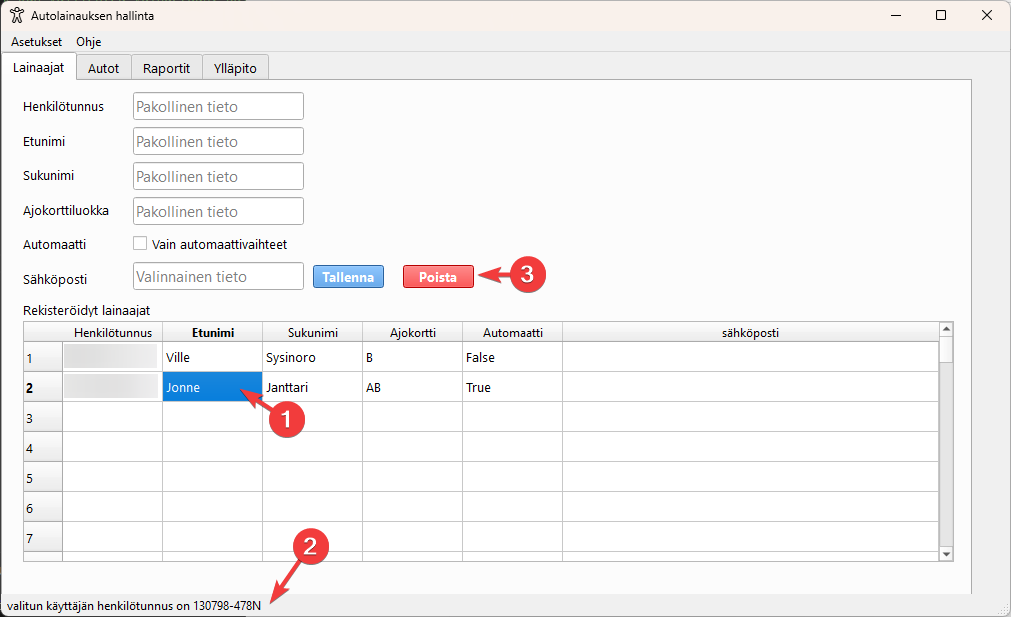 Autolainauksen hallinta
Asetukset Ohje
Lainaajat Autot Raportit Ylläpito
Henkilötunnus Pakollinen tieto
Etunimi Pakollinen tieto
Sukunimi Pakollinen tieto
Ajokorttiluokka Pakollinen tieto
Automaatti Vain automaattivaihteet
Sähköposti Valinnainen tieto Tallenna Poista 3
Rekisteröidyt lainaajat
Henkilötunnus Etunimi Sukunimi Ajokortti Automaatti sähköposti
1 Ville Sysinoro B False
2 Jonne Janttari AB True
3 1
4
5
6
7
2
valitun käyttäjän henkilötunnus on 130798-478N